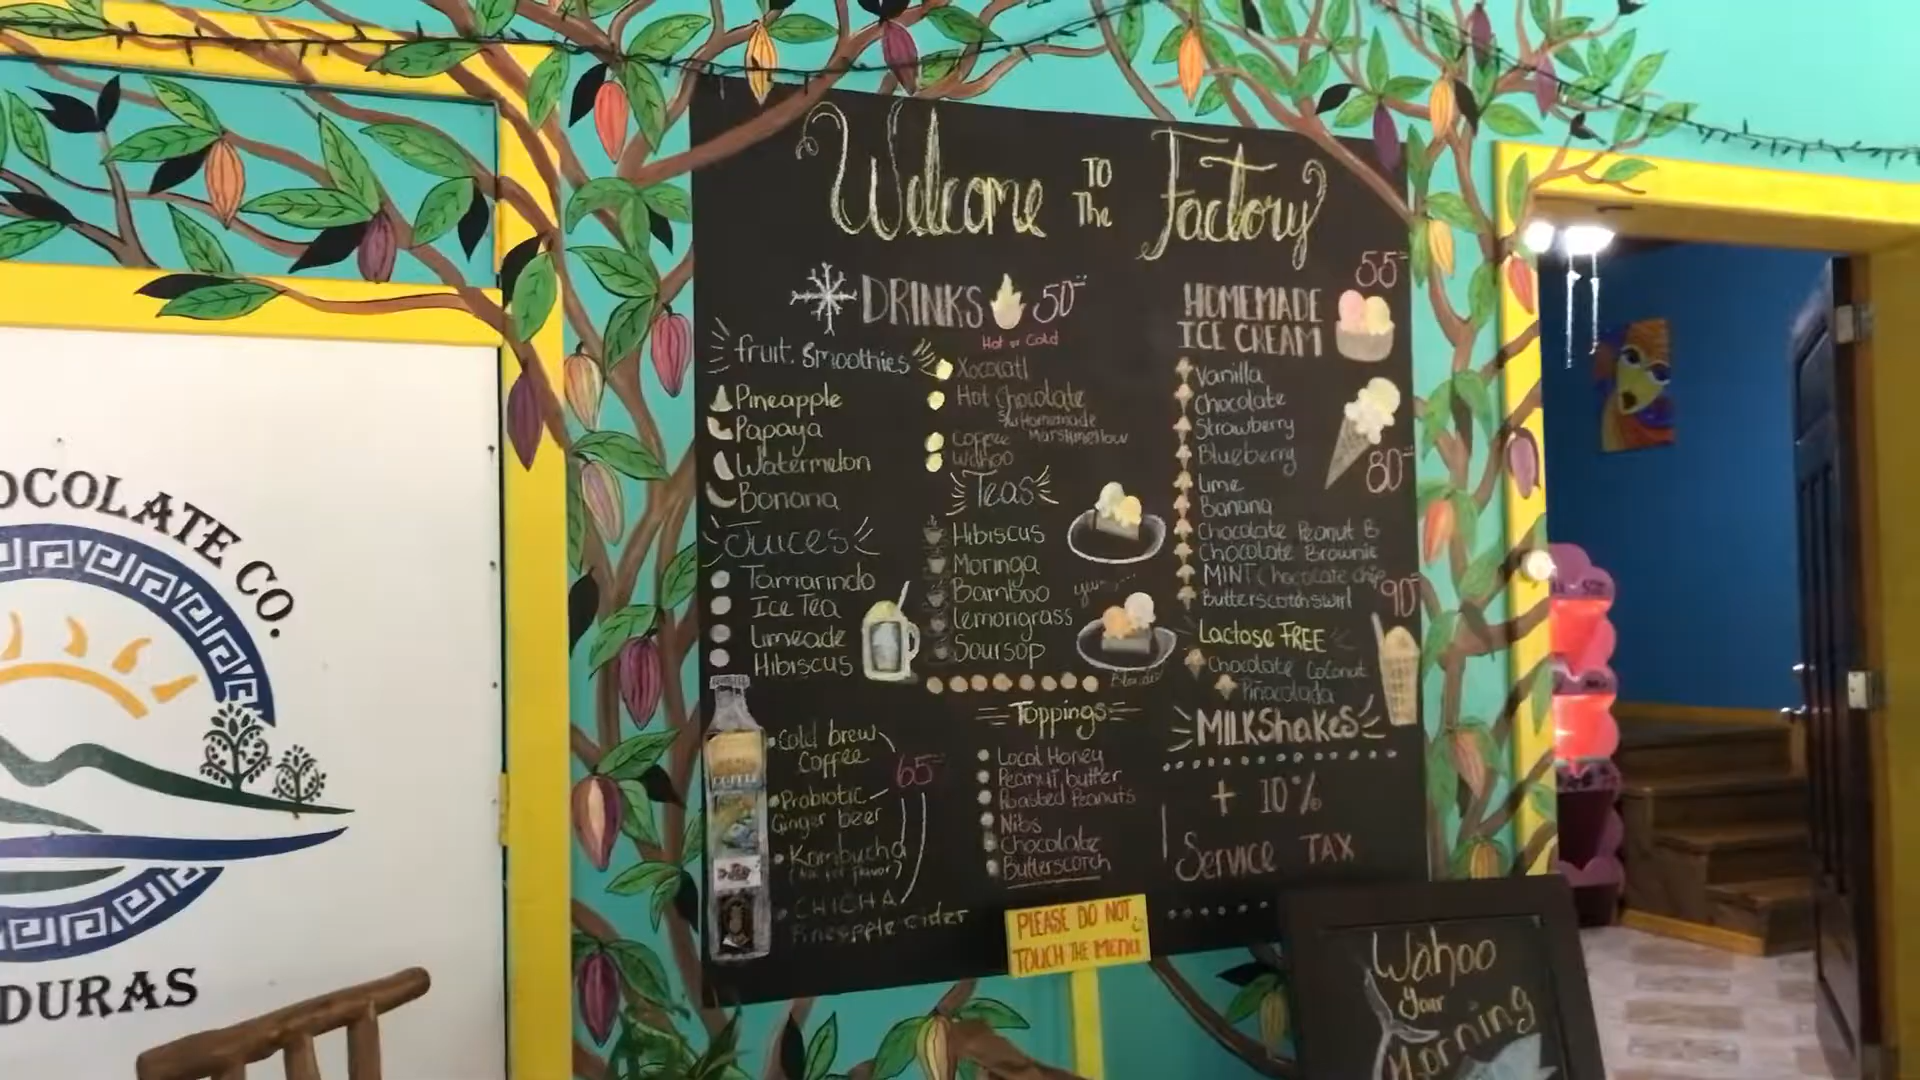 OCOLATE CO.
DURAS
Welcome TO The Factory
DRINKS 50
Hot or Cold
fruit Smoothies
Pineapple
Papaya
Watermelon
Banana
Juices
Tamarindo
Ice Tea
Limeade
Hibiscus
Cold brew
Coffee
65
Probiotic
Ginger beer
Kombucha
CHICHA
Pineapple cider
Xocolatl
Hot Chocolate
Homemade
Marshmellow
Coffee
Wahoo
Teas
Hibiscus
Moringa
Bamboo
Lemongrass
Soursop
Toppings
Local Honey
Peanut butter
Roasted Peanuts
Nibs
Chocolate
Butterscotch
55
HOMEMADE
ICE CREAM
Vanilla
Chocolate
Strawberry
Blueberry
Lime
Banana
80
Chocolate Peanut B
Chocolate Brownie
MINT Chocolate chip
Butterscotch swirl
90
Lactose FREE
Chocolate Coconut
Piñacolada
MILKSHAKES
+ 10%
Service TAX
PLEASE DO NOT
TOUCH THE MENU
Wahoo
Your
Morning